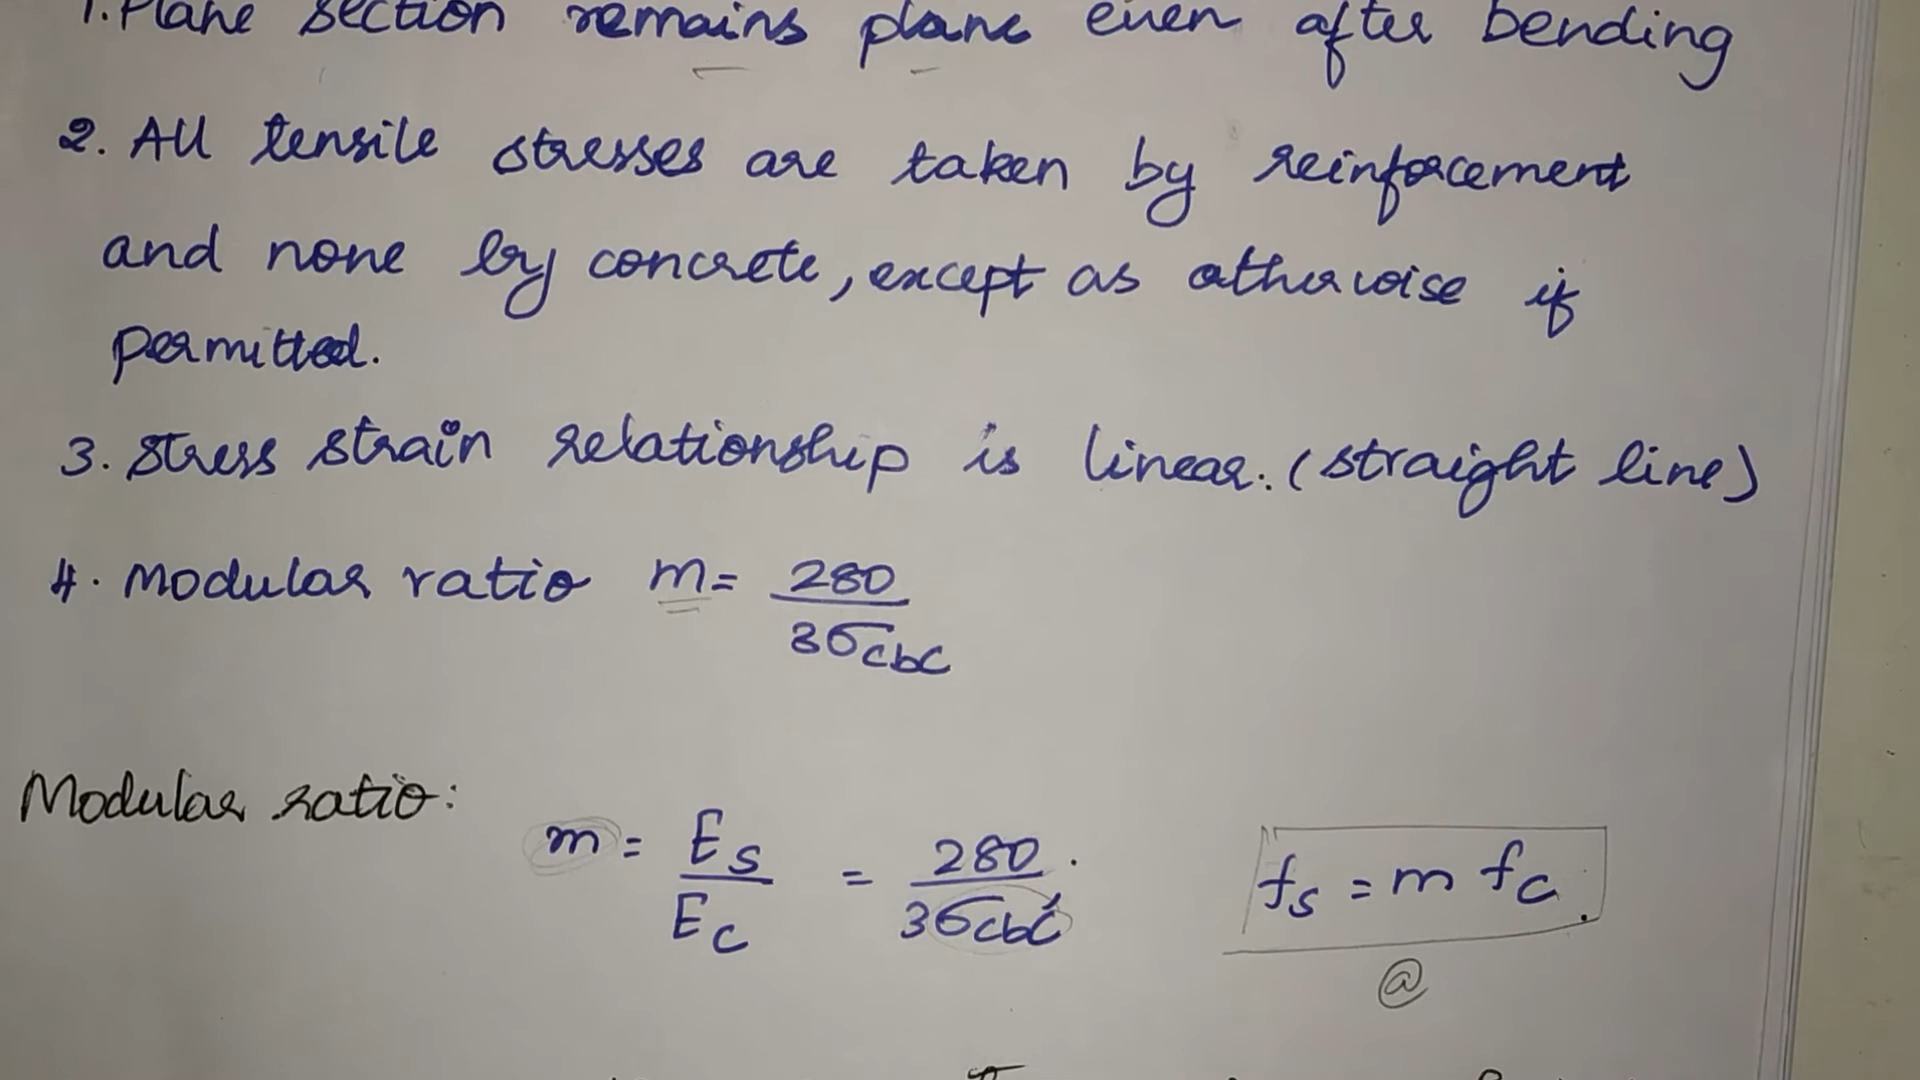 1. Plane section remains plane even after bending
2. All tensile stresses are taken by reinforcement
and none by concrete, except as otherwise if
permitted.
3. Stress strain relationship is linear. (straight line)
4. Modular ratio m = 280 / 3σcbc
Modular ratio:
m = Es / Ec = 280 / 3σcbc
fs = m fc.
@